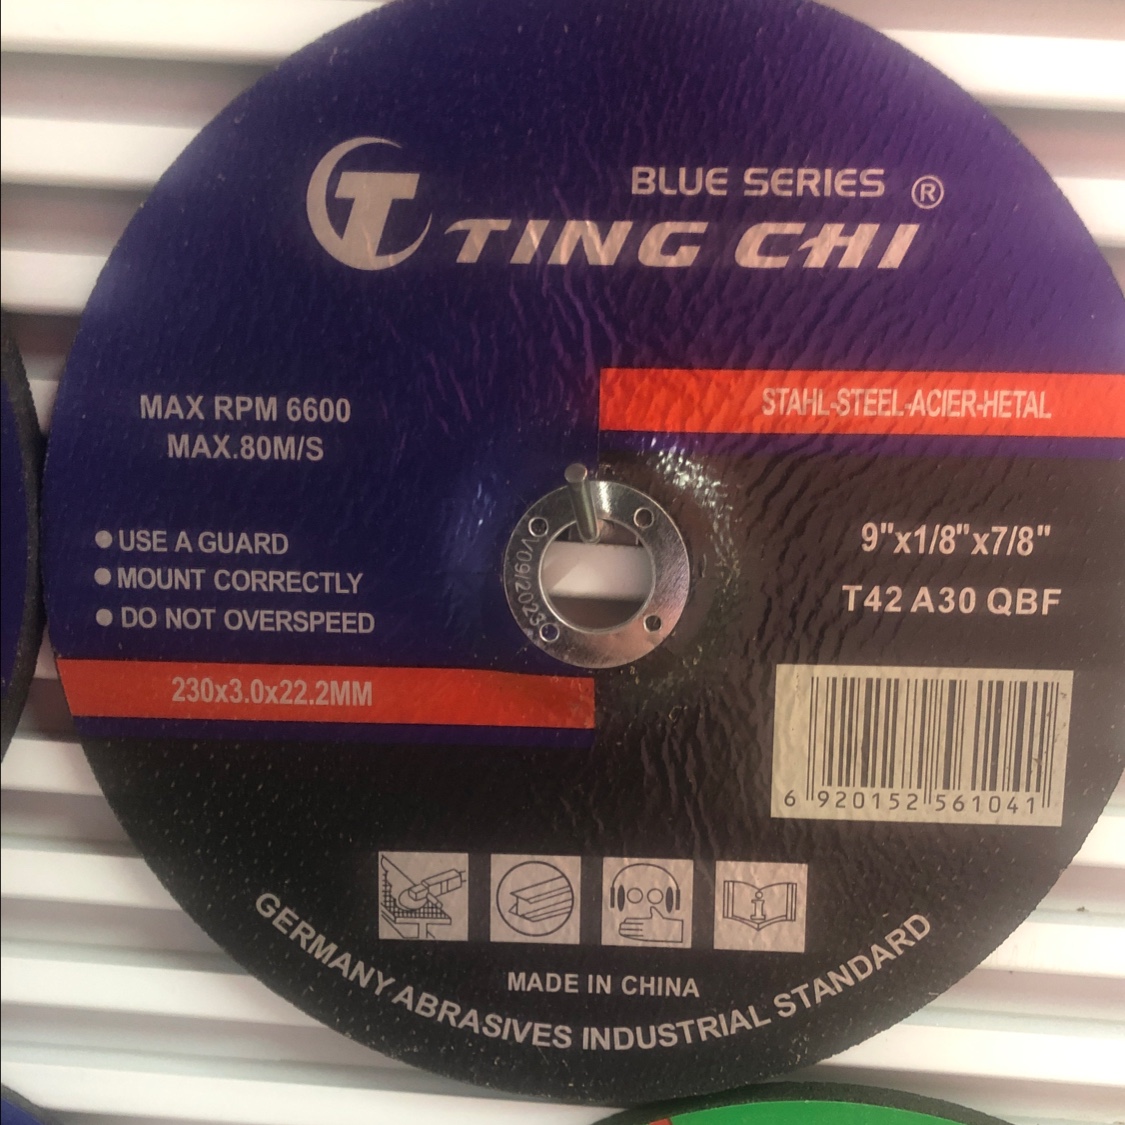 BLUE SERIES ®
TING CHI
MAX RPM 6600
MAX.80M/S
STAHL-STEEL-ACIER-HETAL
USE A GUARD
MOUNT CORRECTLY
DO NOT OVERSPEED
V09/2023
9"x1/8"x7/8"
T42 A30 QBF
230x3.0x22.2MM
6 920152 561041
MADE IN CHINA
GERMANY ABRASIVES INDUSTRIAL STANDARD